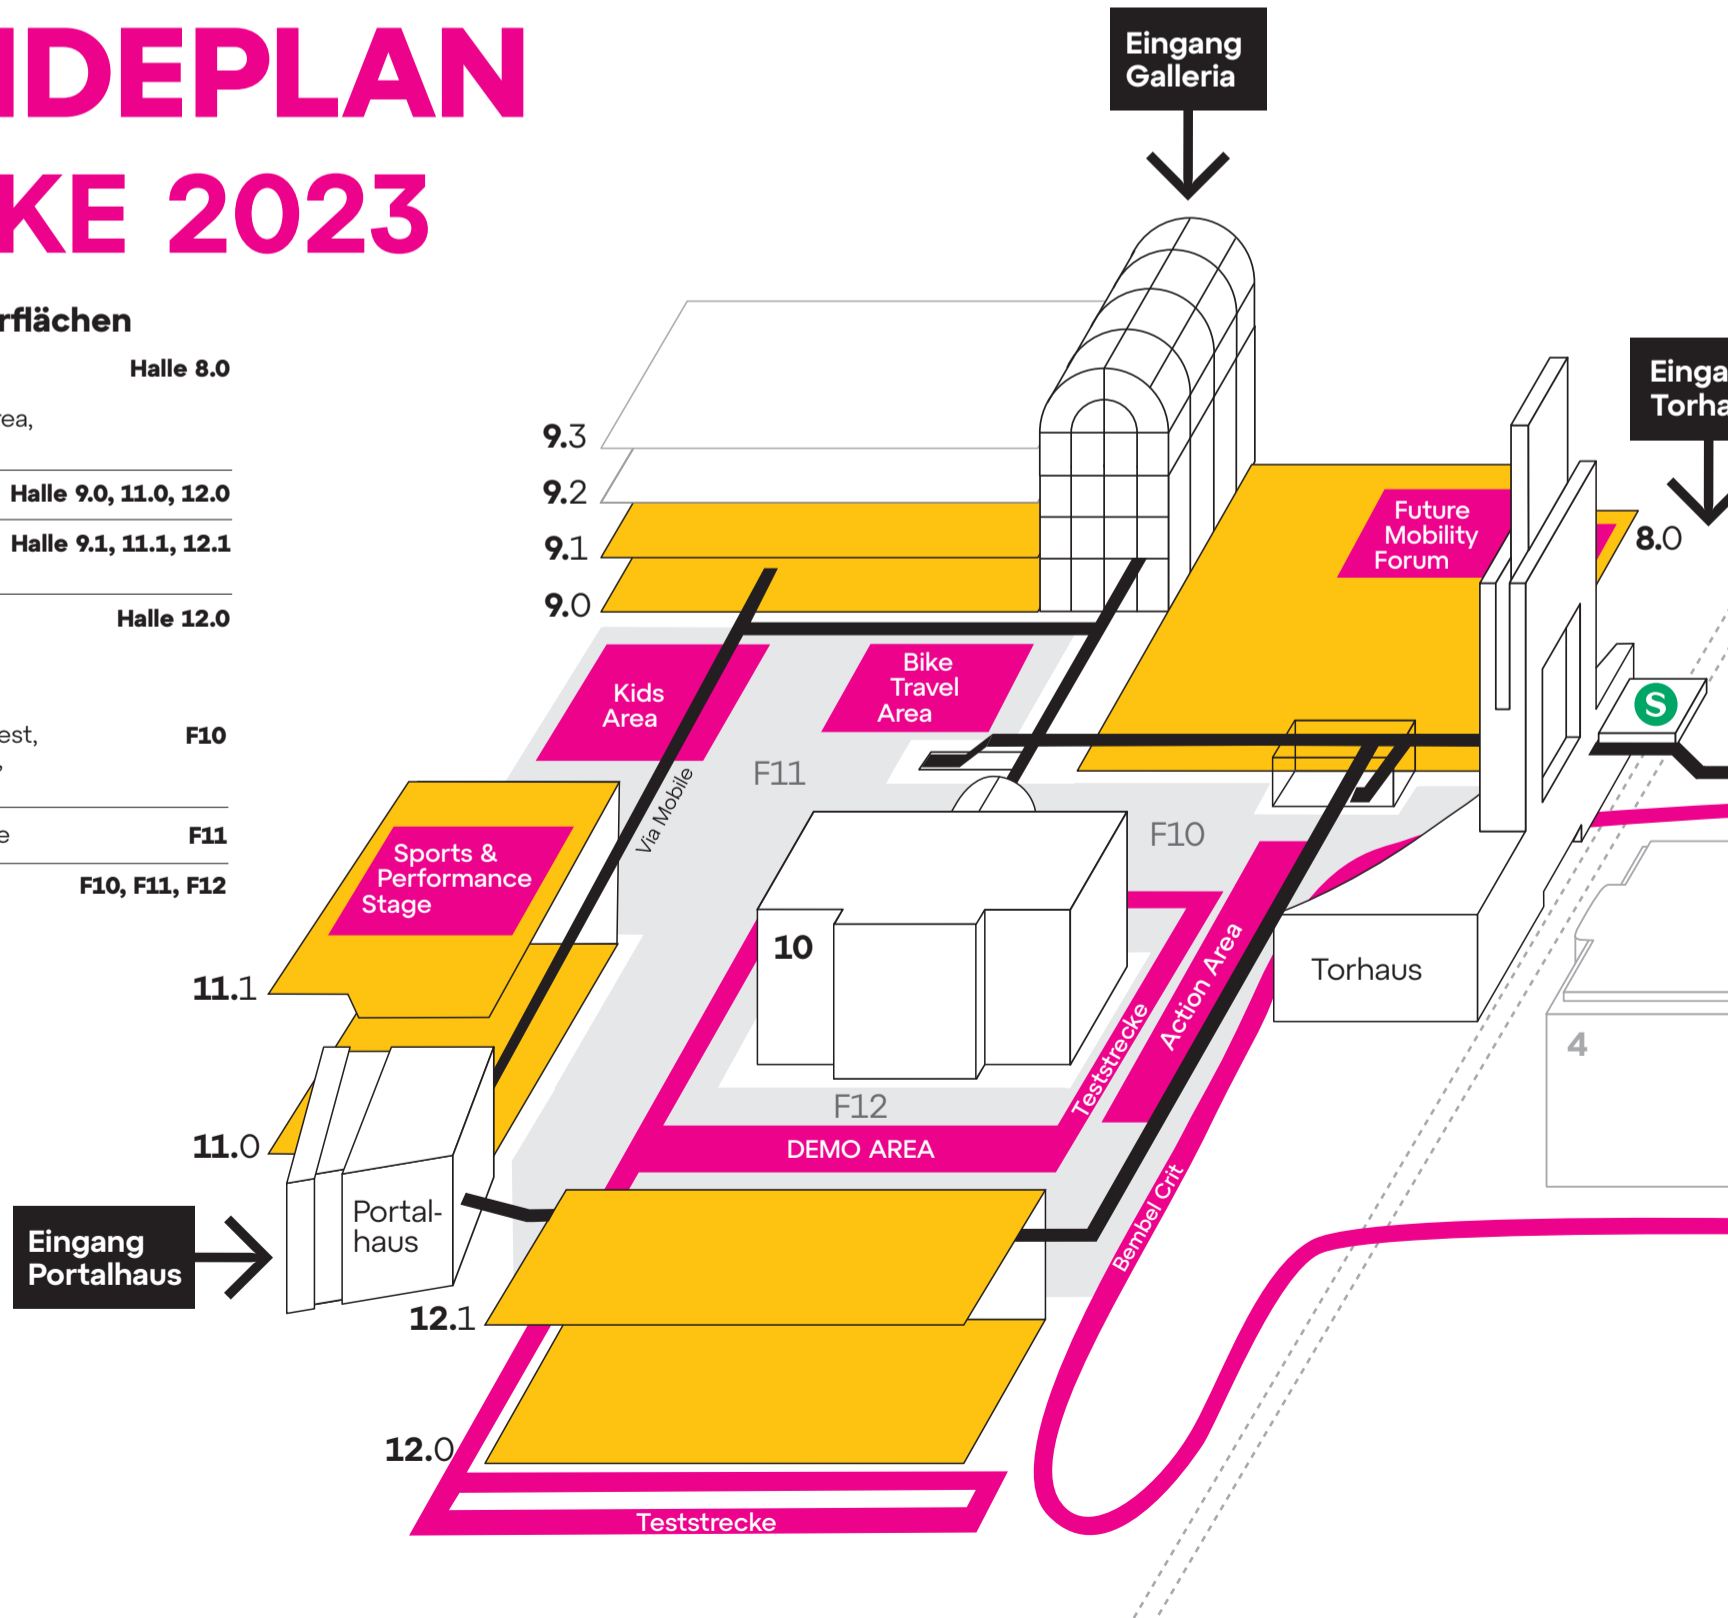 IDEPLAN
KE 2023
rflächen
Halle 8.0
ea,
Halle 9.0, 11.0, 12.0
Halle 9.1, 11.1, 12.1
Halle 12.0
est,
F10
e
F11
F10, F11, F12
Eingang
Galleria
Einga
Torha
9.3
9.2
9.1
9.0
Future
Mobility
Forum
8.0
S
Kids
Area
Bike
Travel
Area
F11
Via Mobile
F10
Sports &
Performance
Stage
10
Action Area
Torhaus
11.1
Teststrecke
4
F12
DEMO AREA
11.0
Portal-
haus
Bembel Crit
Eingang
Portalhaus
12.1
12.0
Teststrecke